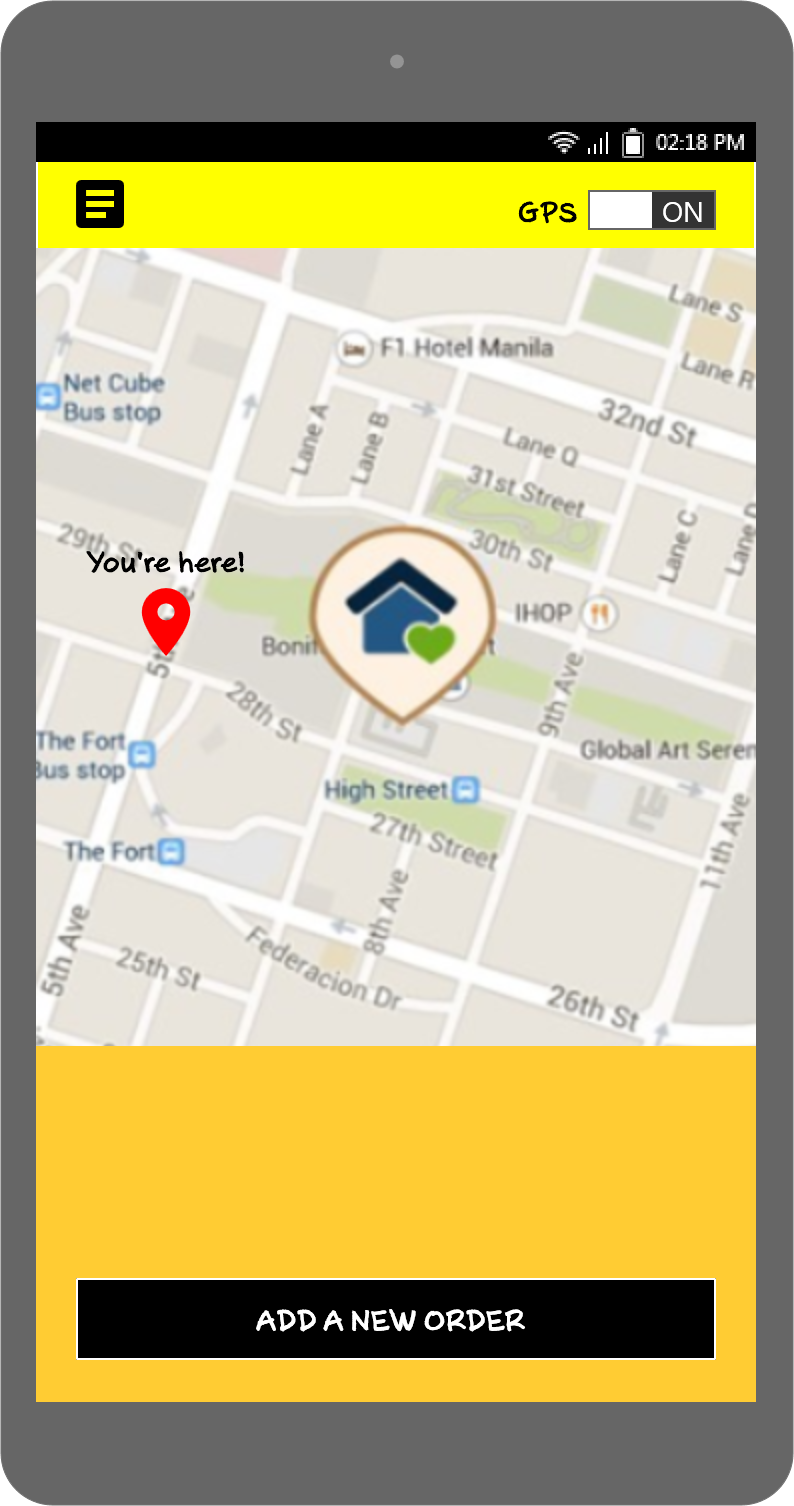 02:18 PM
GPS
ON
Lane S
F1 Hotel Manila
Lane R
Net Cube
Bus stop
32nd St
Lane A
Lane B
Lane Q
31st Street
Lane C
Lane D
29th St
30th St
You're here!
IHOP
5th
Bonif
t
9th Ave
28th St
The Fort
Bus stop
Global Art Seren
High Street
27th Street
11th Ave
The Fort
8th Ave
5th Ave
25th St
Federacion Dr
26th St
ADD A NEW ORDER